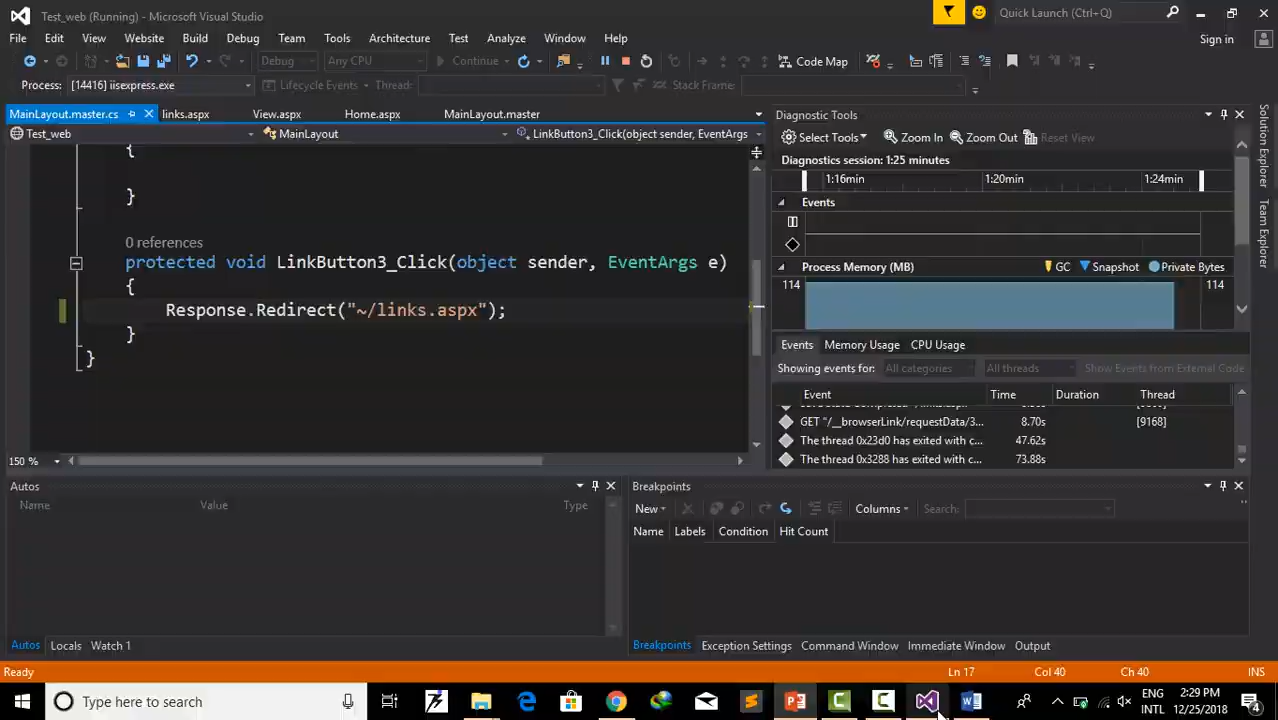 Test_web (Running) - Microsoft Visual Studio
Quick Launch (Ctrl+Q)
File Edit View Website Build Debug Team Tools Architecture Test Analyze Window Help
Sign in
Debug Any CPU Continue Code Map
Process: [14416] iisexpress.exe Lifecycle Events Thread: Stack Frame:
MainLayout.master.cs links.aspx View.aspx Home.aspx MainLayout.master
Test_web MainLayout LinkButton3_Click(object sender, EventArgs
{
}
0 references
protected void LinkButton3_Click(object sender, EventArgs e)
{
Response.Redirect("~/links.aspx");
}
}
150 %
Diagnostic Tools
Select Tools Zoom In Zoom Out Reset View
Diagnostics session: 1:25 minutes
1:16min 1:20min 1:24min
Events
Process Memory (MB) GC Snapshot Private Bytes
114 114
Events Memory Usage CPU Usage
Showing events for: All categories All threads Show Events from External Code
Event Time Duration Thread
GET "/__browserLink/requestData/3... 8.70s [9168]
The thread 0x23d0 has exited with c... 47.62s
The thread 0x3288 has exited with c... 73.88s
Solution Explorer
Team Explorer
Autos
Name Value Type
Autos Locals Watch 1
Breakpoints
New Columns Search:
Name Labels Condition Hit Count
Breakpoints Exception Settings Command Window Immediate Window Output
Ready Ln 17 Col 40 Ch 40 INS
Type here to search
ENG
INTL
2:29 PM
12/25/2018
4